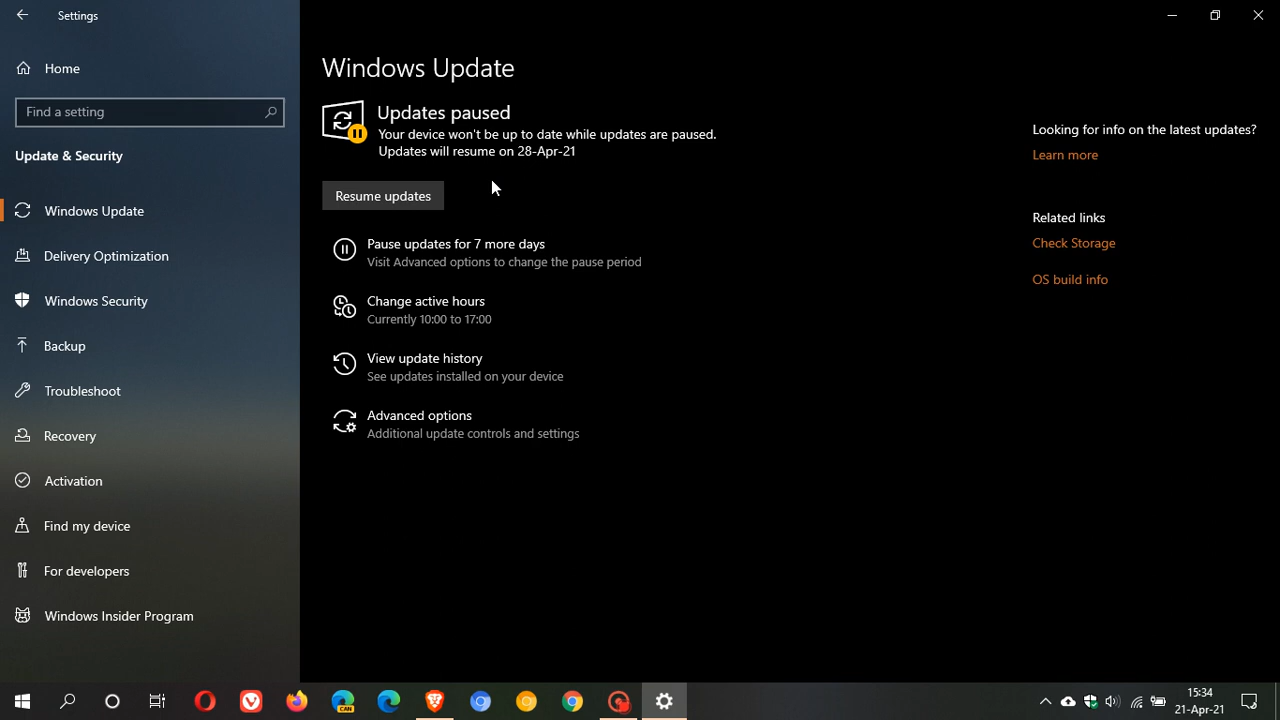 Settings
Home
Find a setting
Update & Security
Windows Update
Delivery Optimization
Windows Security
Backup
Troubleshoot
Recovery
Activation
Find my device
For developers
Windows Insider Program
Windows Update
Updates paused
Your device won't be up to date while updates are paused.
Updates will resume on 28-Apr-21
Resume updates
Pause updates for 7 more days
Visit Advanced options to change the pause period
Change active hours
Currently 10:00 to 17:00
View update history
See updates installed on your device
Advanced options
Additional update controls and settings
Looking for info on the latest updates?
Learn more
Related links
Check Storage
OS build info
CAN
15:34
21-Apr-21